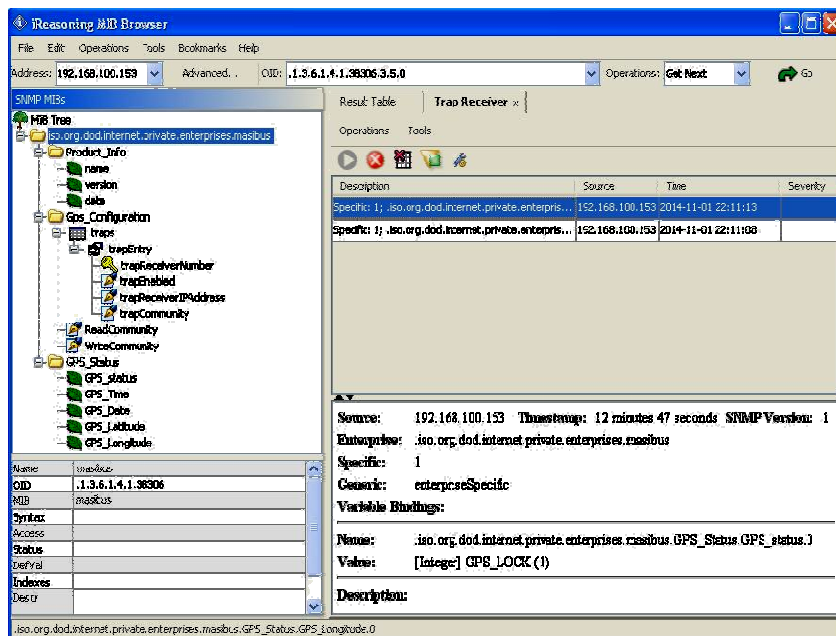 iReasoning MIB Browser
File Edit Operations Tools Bookmarks Help
Address: 192.168.100.153 Advanced... OID: .1.3.6.1.4.1.38306.3.5.0 Operations: Get Next Go
SNMP MIBs
MIB Tree
iso.org.dod.internet.private.enterprises.masibus
Product_Info
name
version
date
Gps_Configuration
traps
trapEntry
trapReceiverNumber
trapEnabled
trapReceiverIPAddress
trapCommunity
ReadCommunity
WriteCommunity
GPS_Status
GPS_status
GPS_Time
GPS_Date
GPS_Latitude
GPS_Longitude
Name masibus
OID .1.3.6.1.4.1.38306
MIB masibus
Syntax
Access
Status
DefVal
Indexes
Descr
Result Table Trap Receiver ×
Operations Tools
Description Source Time Severity
Specific: 1; .iso.org.dod.internet.private.enterpris... 192.168.100.153 2014-11-01 22:11:13
Specific: 1; .iso.org.dod.internet.private.enterpris... 192.168.100.153 2014-11-01 22:11:08
Source: 192.168.100.153 Timestamp: 12 minutes 47 seconds SNMP Version: 1
Enterprise: .iso.org.dod.internet.private.enterprises.masibus
Specific: 1
Generic: enterpriseSpecific
Variable Bindings:
Name: .iso.org.dod.internet.private.enterprises.masibus.GPS_Status.GPS_status.0
Value: [Integer] GPS_LOCK (1)
Description:
.iso.org.dod.internet.private.enterprises.masibus.GPS_Status.GPS_Longitude.0